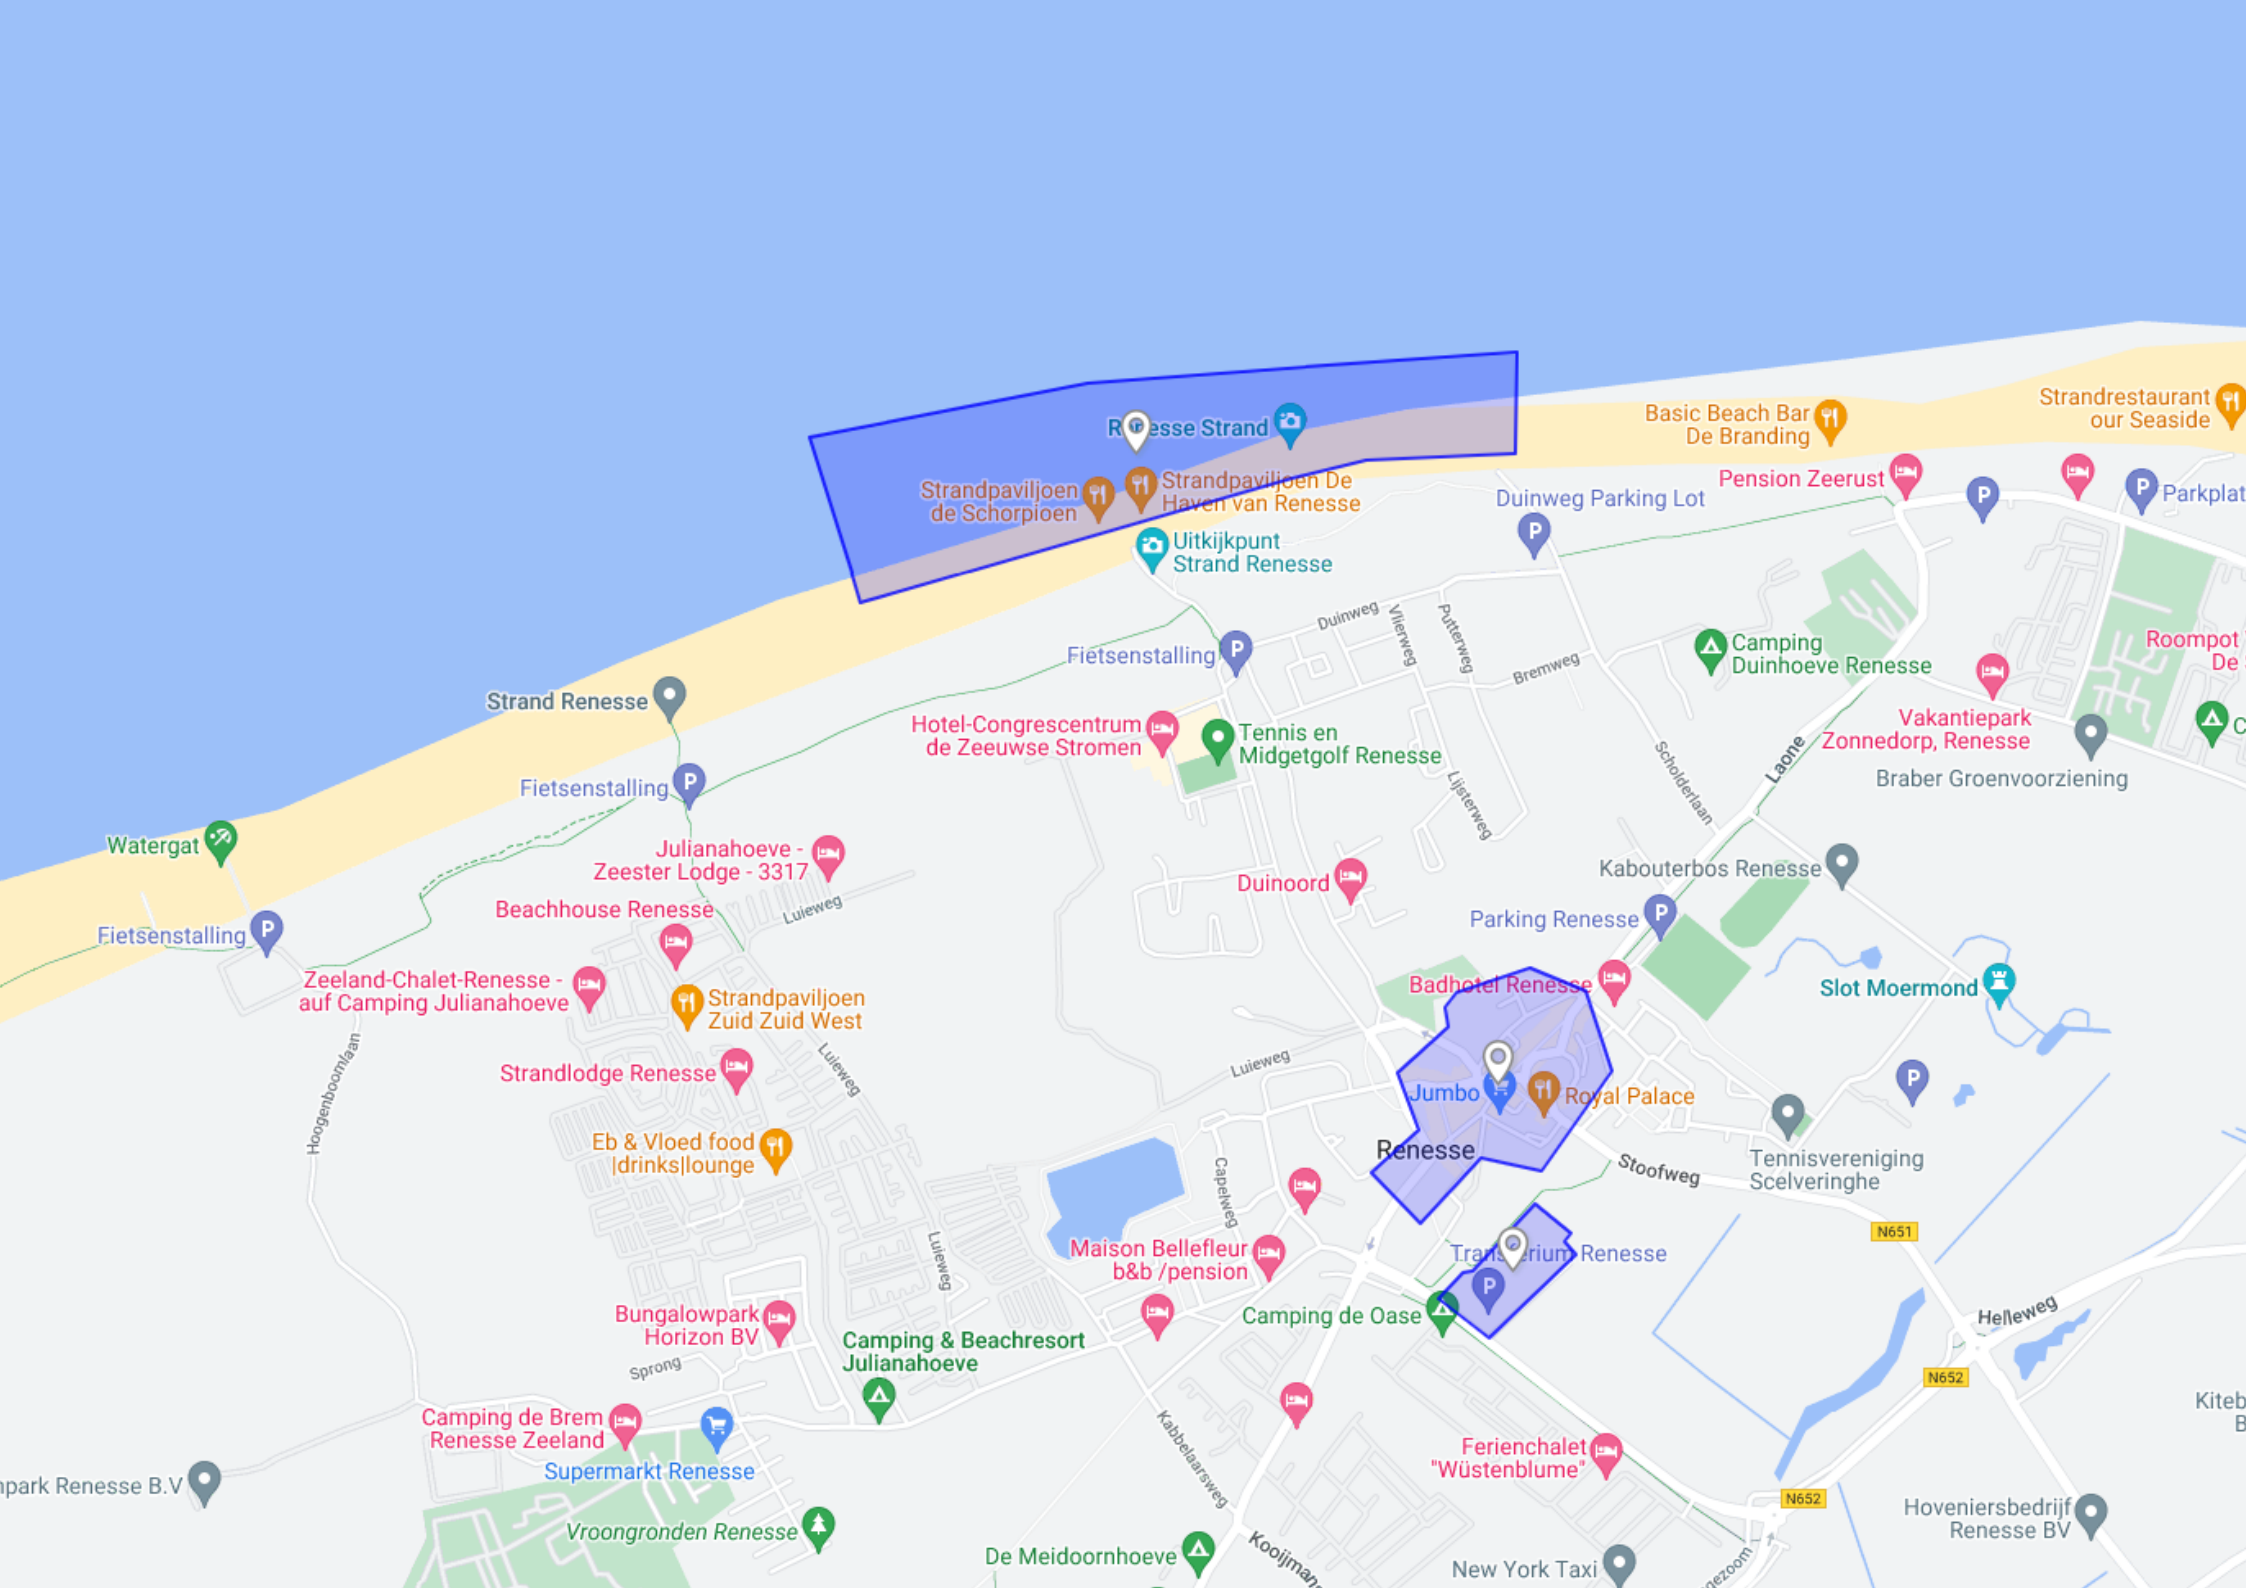 Strandrestaurant
our Seaside
Basic Beach Bar
De Branding
Renesse Strand
Strandpaviljoen
de Schorpioen
Strandpaviljoen De
Haven van Renesse
Pension Zeerust
Duinweg Parking Lot
Parkplat
Uitkijkpunt
Strand Renesse
Duinweg
Vlierweg
Putterweg
Bremweg
Fietsenstalling
Camping
Duinhoeve Renesse
Roompot
De
Strand Renesse
Hotel-Congrescentrum
de Zeeuwse Stromen
Tennis en
Midgetgolf Renesse
Vakantiepark
Zonnedorp, Renesse
C
Laone
Scholderlaan
Lijsterweg
Braber Groenvoorziening
Fietsenstalling
Watergat
Julianahoeve -
Zeester Lodge - 3317
Kabouterbos Renesse
Duinoord
Luieweg
Beachhouse Renesse
Parking Renesse
Fietsenstalling
Zeeland-Chalet-Renesse -
auf Camping Julianahoeve
Badhotel Renesse
Slot Moermond
Strandpaviljoen
Zuid Zuid West
Luieweg
Luieweg
Strandlodge Renesse
Hoogenboomlaan
Jumbo
Royal Palace
Eb & Vloed food
|drinks|lounge
Renesse
Stoofweg
Tennisvereniging
Scelveringhe
Capelweg
N651
Luieweg
Maison Bellefleur
b&b /pension
Transferium Renesse
Bungalowpark
Horizon BV
Camping de Oase
Helleweg
Camping & Beachresort
Julianahoeve
Sprong
N652
Kiteb
B
Camping de Brem
Renesse Zeeland
Kabbelaarsweg
Ferienchalet
"Wüstenblume"
Supermarkt Renesse
npark Renesse B.V
N652
Hoveniersbedrijf
Renesse BV
Vroongronden Renesse
De Meidoornhoeve
Kooijmans
New York Taxi
gezoom